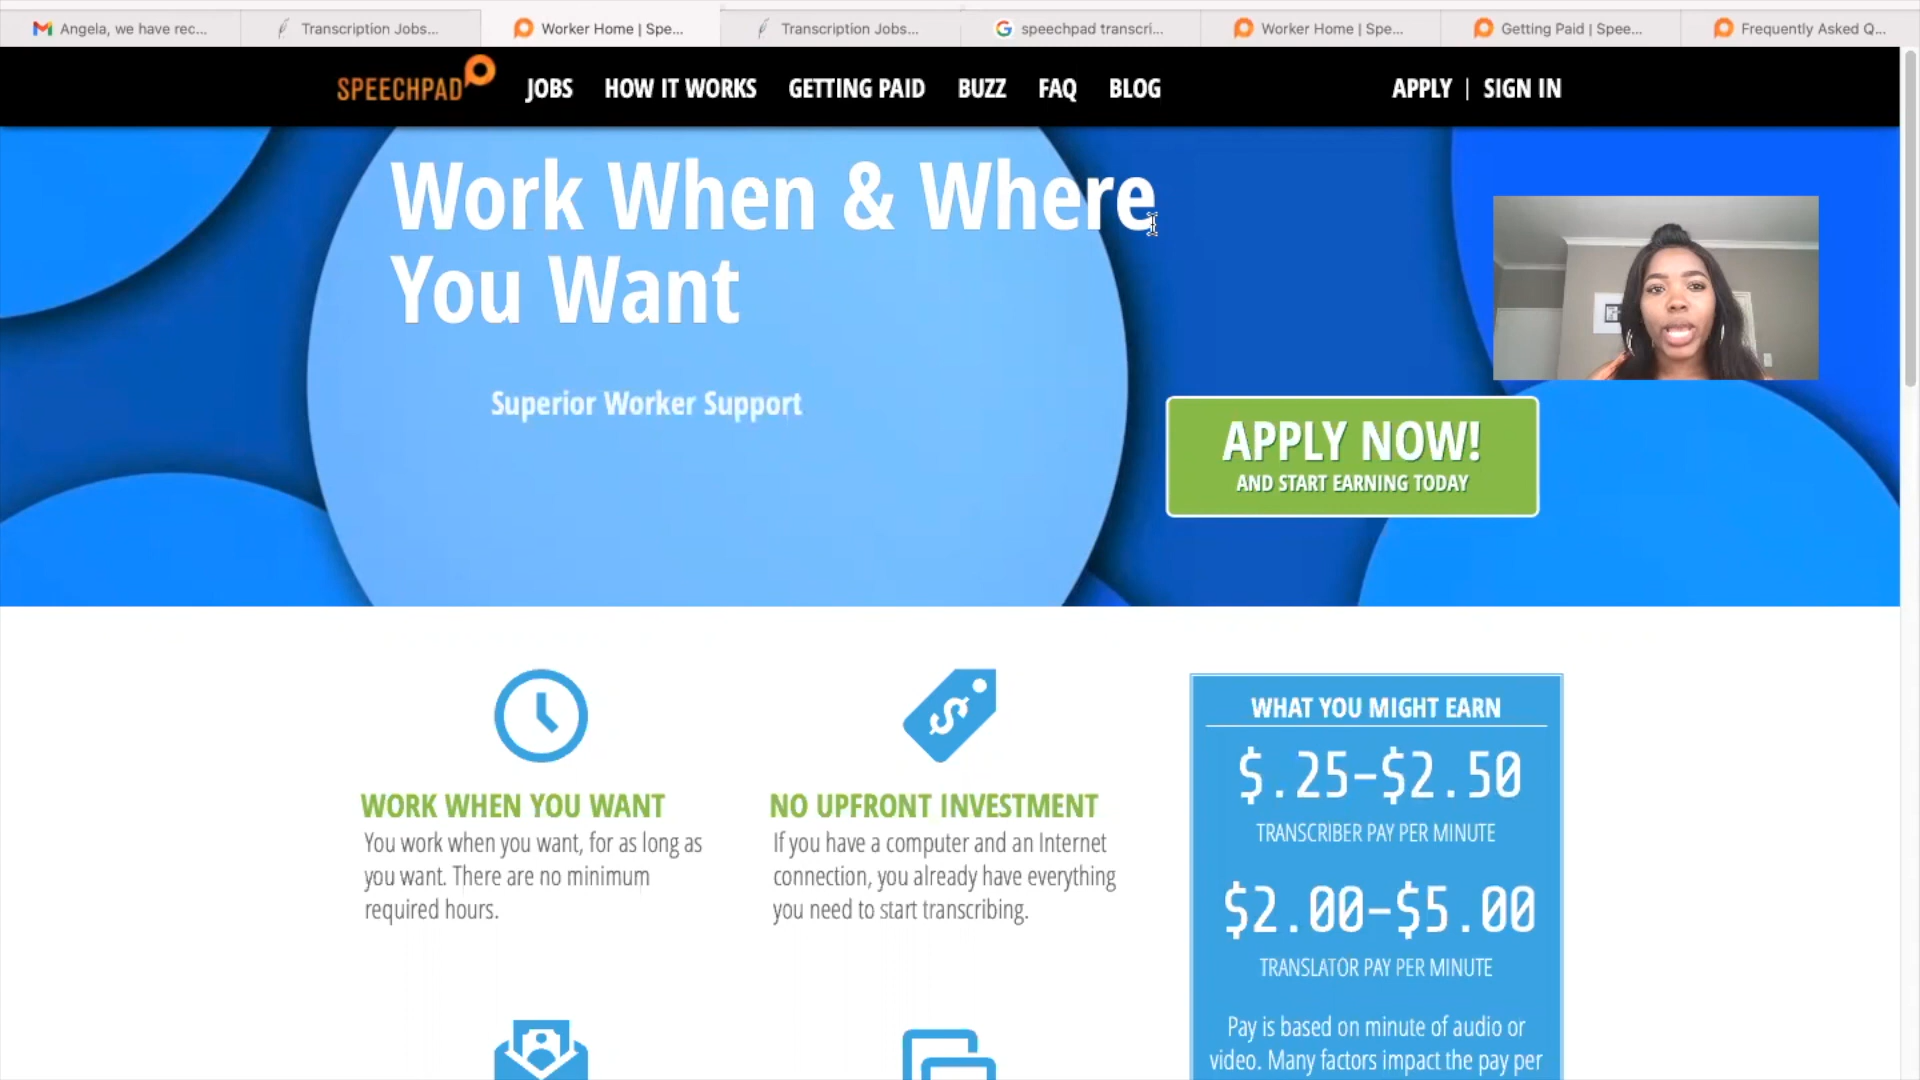 Angela, we have rec...
Transcription Jobs...
Worker Home | Spe...
Transcription Jobs...
speechpad transcri...
Worker Home | Spe...
Getting Paid | Spee...
Frequently Asked Q...
SPEECHPAD
JOBS
HOW IT WORKS
GETTING PAID
BUZZ
FAQ
BLOG
APPLY | SIGN IN
Work When & Where
You Want
Superior Worker Support
APPLY NOW!
AND START EARNING TODAY
WORK WHEN YOU WANT
You work when you want, for as long as
you want. There are no minimum
required hours.
NO UPFRONT INVESTMENT
If you have a computer and an Internet
connection, you already have everything
you need to start transcribing.
WHAT YOU MIGHT EARN
$.25-$2.50
TRANSCRIBER PAY PER MINUTE
$2.00-$5.00
TRANSLATOR PAY PER MINUTE
Pay is based on minute of audio or
video. Many factors impact the pay per